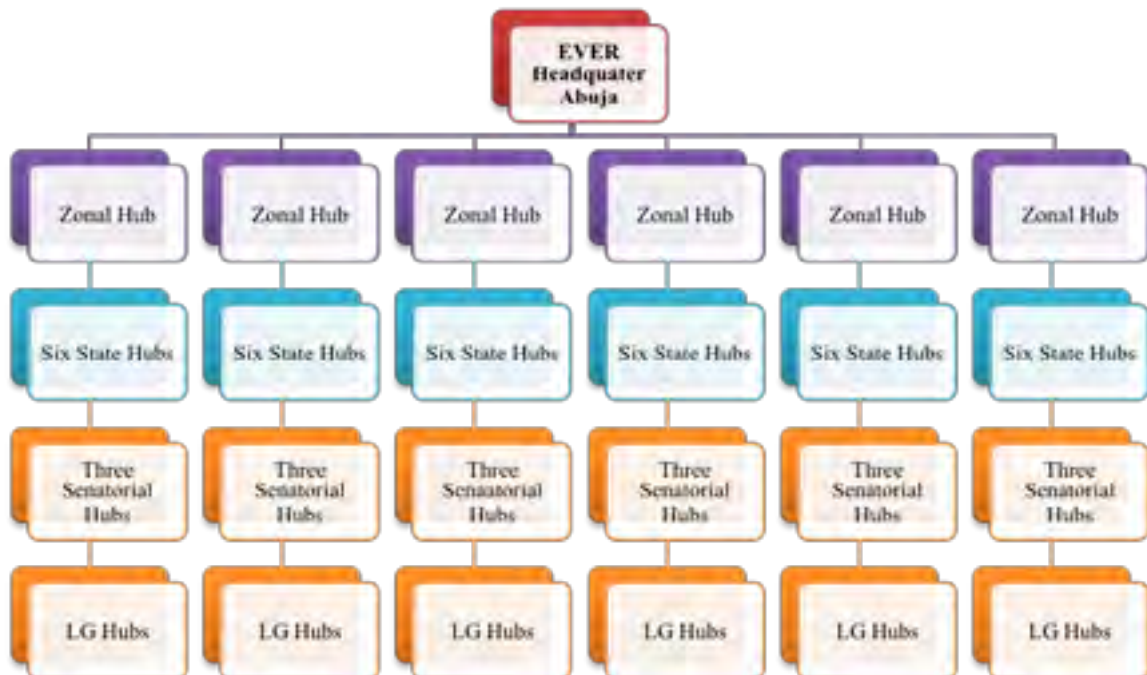 EVER
Headquater
Abuja
Zonal Hub
Zonal Hub
Zonal Hub
Zonal Hub
Zonal Hub
Zonal Hub
Six State Hubs
Six State Hubs
Six State Hubs
Six State Hubs
Six State Hubs
Six State Hubs
Three
Senatorial
Hubs
Three
Senatorial
Hubs
Three
Senaatorial
Hubs
Three
Senatorial
Hubs
Three
Senatorial
Hubs
Three
Senatorial
Hubs
LG Hubs
LG Hubs
LG Hubs
LG Hubs
LG Hubs
LG Hubs